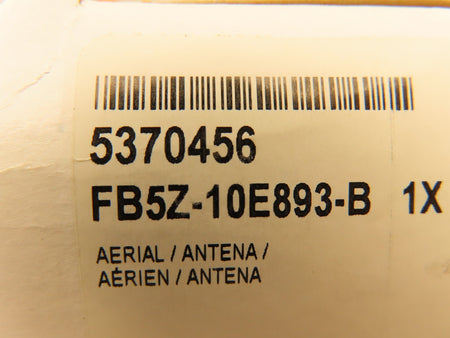 5370456
FB5Z-10E893-B 1X
AERIAL / ANTENA /
AÉRIEN / ANTENA